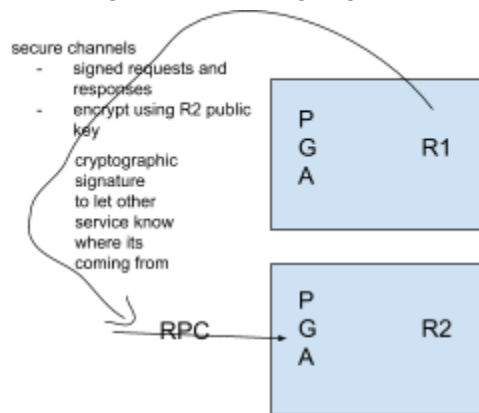 secure channels
- signed requests and
responses
- encrypt using R2 public
key
cryptographic
signature
to let other
service know
where its
coming from
P
G
A
R1
RPC
P
G
A
R2